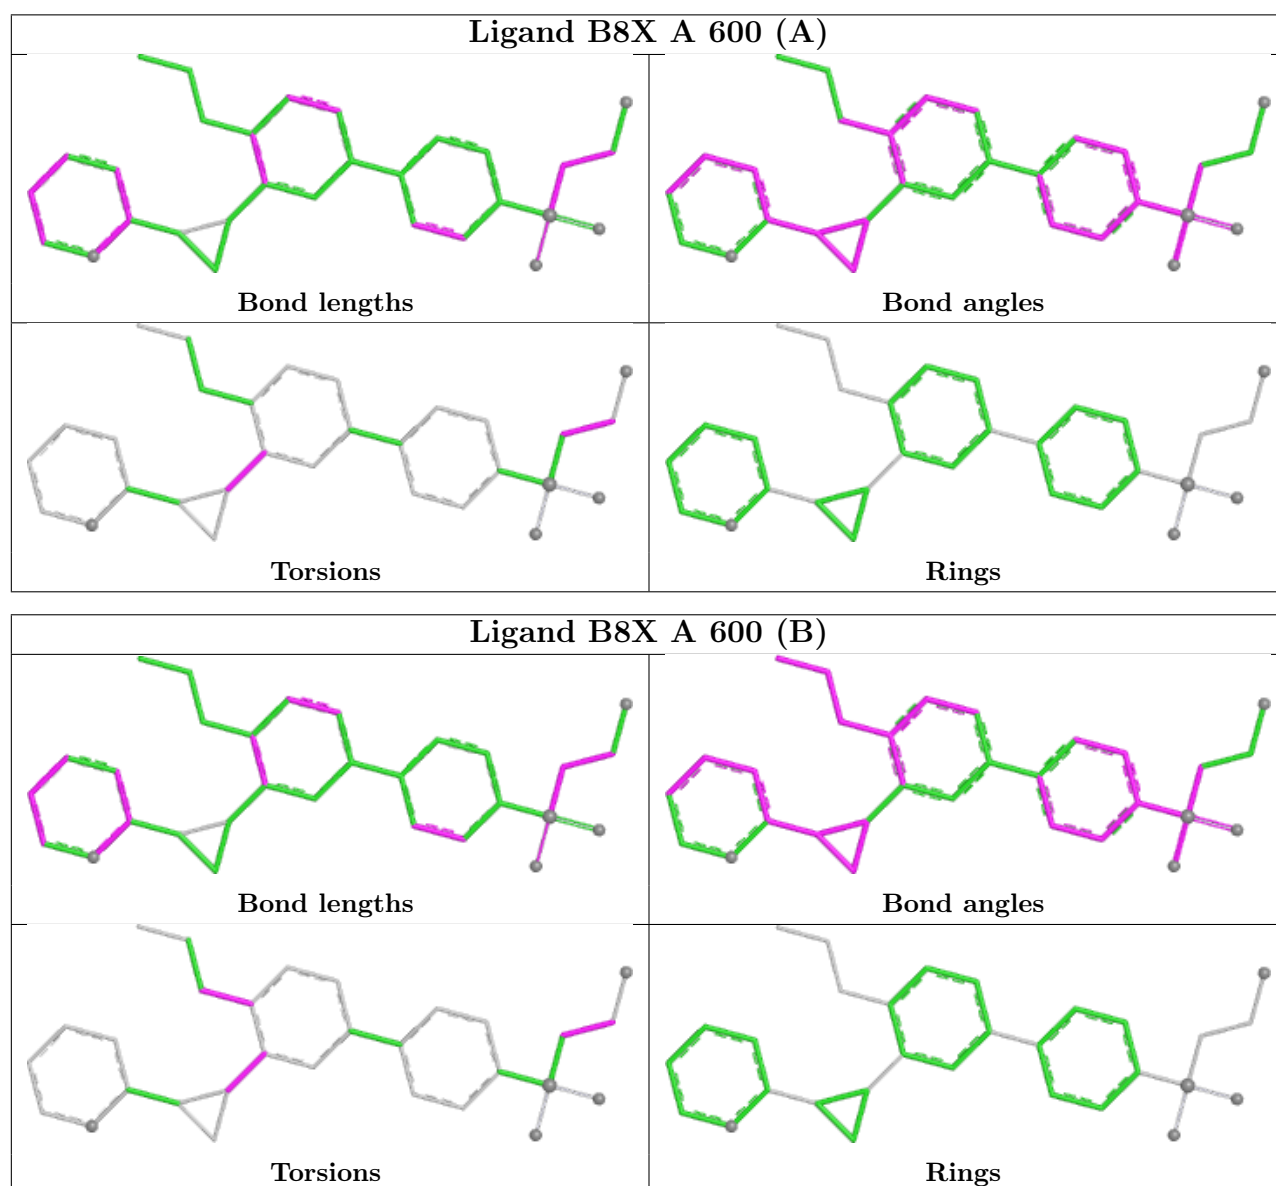 Ligand B8X A 600 (A)
Bond lengths
Bond angles
Torsions
Rings
Ligand B8X A 600 (B)
Bond lengths
Bond angles
Torsions
Rings